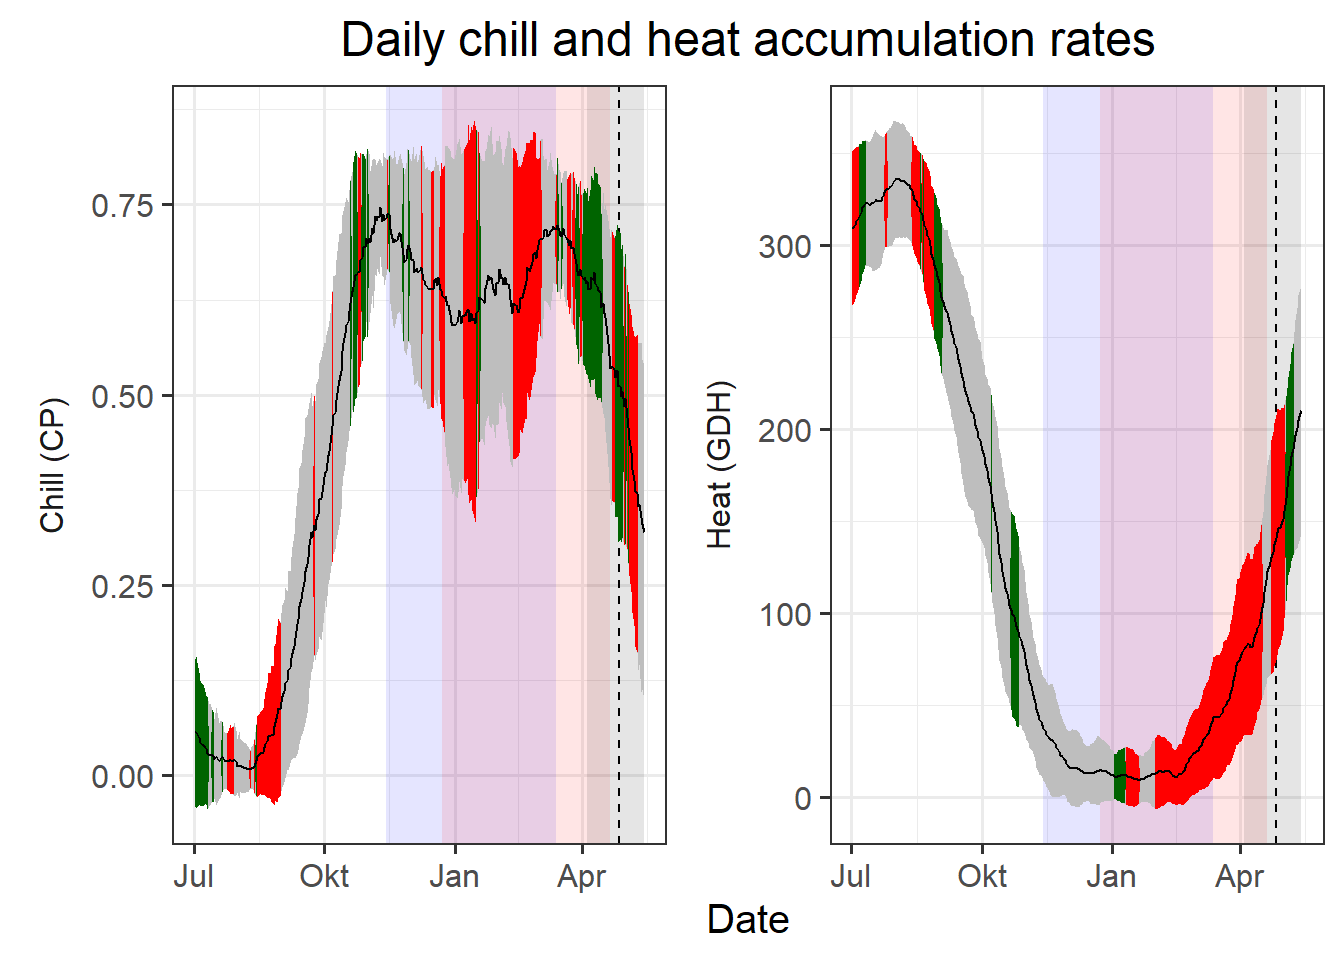 Daily chill and heat accumulation rates
Chill (CP)
0.75
0.50
0.25
0.00
Jul Okt Jan Apr
Heat (GDH)
300
200
100
0
Jul Okt Jan Apr
Date